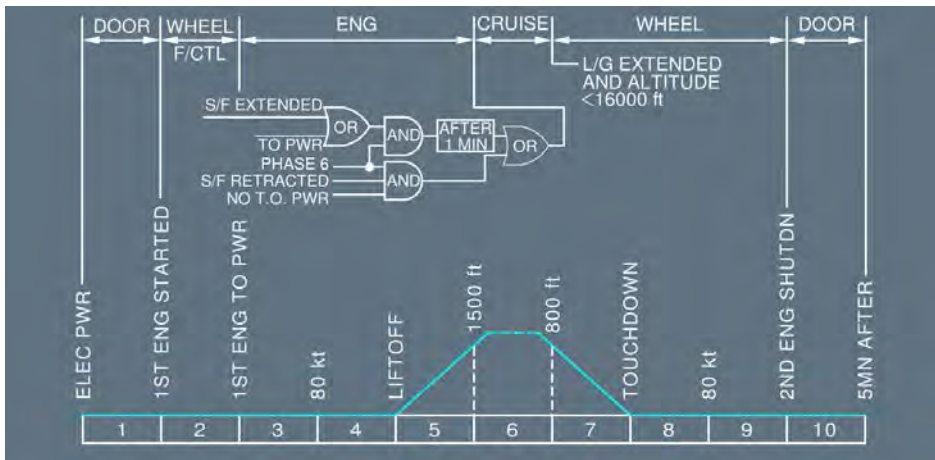 DOOR WHEEL ENG CRUISE WHEEL DOOR
F/CTL
L/G EXTENDED
AND ALTITUDE
<16000 ft
S/F EXTENDED
OR
TO PWR
AND
AFTER
1 MIN
OR
PHASE 6
S/F RETRACTED
AND
NO T.O. PWR
ELEC PWR
1ST ENG STARTED
1ST ENG TO PWR
80 kt
LIFTOFF
1500 ft
800 ft
TOUCHDOWN
80 kt
2ND ENG SHUTDN
5MN AFTER
1 2 3 4 5 6 7 8 9 10